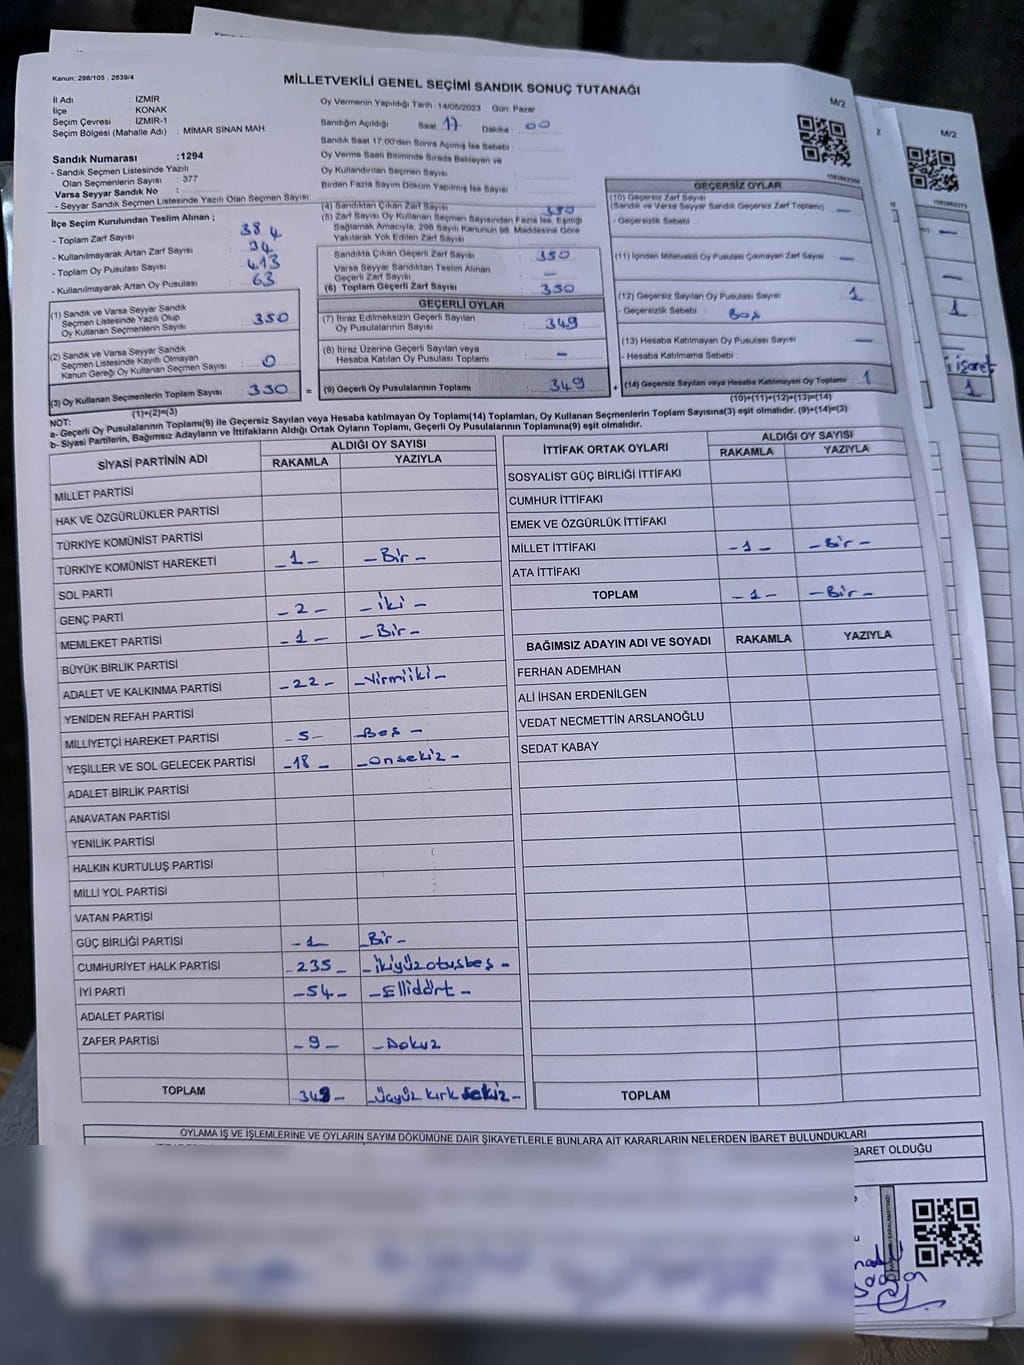 Kanun: 298/105 , 2839/4
MİLLETVEKİLİ GENEL SEÇİMİ SANDIK SONUÇ TUTANAĞI
M/2
İl Adı : İZMİR
İlçe : KONAK
Seçim Çevresi : İZMİR-1
Seçim Bölgesi (Mahalle Adı) : MİMAR SİNAN MAH.
Oy Vermenin Yapıldığı Tarih : 14/05/2023 Gün: Pazar
Sandığın Açıldığı Saat : 17 Dakika : 00
Sandık Saat 17.00'den Sonra Açılmış İse Sebebi :
Oy Verme Saati Bitiminde Sırada Bekleyen ve
Oy Kullandırılan Seçmen Sayısı :
Birden Fazla Sayım Döküm Yapılmış İse Sayısı :
Sandık Numarası :1294
- Sandık Seçmen Listesinde Yazılı
Olan Seçmenlerin Sayısı : 377
Varsa Seyyar Sandık No :
- Seyyar Sandık Seçmen Listesinde Yazılı Olan Seçmen Sayısı:
İlçe Seçim Kurulundan Teslim Alınan ;
- Toplam Zarf Sayısı : 384
- Kullanılmayarak Artan Zarf Sayısı : 34
- Toplam Oy Pusulası Sayısı : 413
- Kullanılmayarak Artan Oy Pusulası : 63
(1) Sandık ve Varsa Seyyar Sandık
Seçmen Listesinde Yazılı Olup
Oy Kullanan Seçmenlerin Sayısı : 350
(2) Sandık ve Varsa Seyyar Sandık
Seçmen Listesinde Kayıtlı Olmayan
Kanun Gereği Oy Kullanan Seçmen Sayısı : 0
(3) Oy Kullanan Seçmenlerin Toplam Sayısı : 350
(1)+(2)=(3)
(4) Sandıktan Çıkan Zarf Sayısı : 350
(5) Zarf Sayısı Oy Kullanan Seçmen Sayısından Fazla İse, Eşitliği
Sağlamak Amacıyla, 298 Sayılı Kanunun 98. Maddesine Göre
Yakılarak Yok Edilen Zarf Sayısı :
Sandıkta Çıkan Geçerli Zarf Sayısı : 350
Varsa Seyyar Sandıktan Teslim Alınan
Geçerli Zarf Sayısı : —
(6) Toplam Geçerli Zarf Sayısı : 350
GEÇERLİ OYLAR
(7) İtiraz Edilmeksizin Geçerli Sayılan
Oy Pusulalarının Sayısı : 349
(8) İtiraz Üzerine Geçerli Sayılan veya
Hesaba Katılan Oy Pusulası Toplamı : —
= (9) Geçerli Oy Pusulalarının Toplamı : 349
GEÇERSİZ OYLAR
(10) Geçersiz Zarf Sayısı
(Sandık ve Varsa Seyyar Sandık Geçersiz Zarf Toplamı) : —
- Geçersizlik Sebebi :
(11) İçinden Milletvekili Oy Pusulası Çıkmayan Zarf Sayısı : —
(12) Geçersiz Sayılan Oy Pusulası Sayısı : 1
- Geçersizlik Sebebi : Boş
(13) Hesaba Katılmayan Oy Pusulası Sayısı : —
- Hesaba Katılmama Sebebi :
+ (14) Geçersiz Sayılan veya Hesaba Katılmayan Oy Toplamı : 1
(10)+(11)+(12)+(13)=(14)
NOT:
a- Geçerli Oy Pusulalarının Toplamı(9) ile Geçersiz Sayılan veya Hesaba katılmayan Oy Toplamı(14) Toplamları, Oy Kullanan Seçmenlerin Toplam Sayısına(3) eşit olmalıdır. (9)+(14)=(3)
b- Siyasi Partilerin, Bağımsız Adayların ve İttifakların Aldığı Ortak Oyların Toplamı, Geçerli Oy Pusulalarının Toplamına(9) eşit olmalıdır.
SİYASİ PARTİNİN ADI ALDIĞI OY SAYISI
RAKAMLA YAZIYLA
MİLLET PARTİSİ
HAK VE ÖZGÜRLÜKLER PARTİSİ
TÜRKİYE KOMÜNİST PARTİSİ
TÜRKİYE KOMÜNİST HAREKETİ -1- -Bir-
SOL PARTİ
GENÇ PARTİ -2- -iki-
MEMLEKET PARTİSİ -1- -Bir-
BÜYÜK BİRLİK PARTİSİ
ADALET VE KALKINMA PARTİSİ -22- -Yirmiiki-
YENİDEN REFAH PARTİSİ
MİLLİYETÇİ HAREKET PARTİSİ -5- -Beş-
YEŞİLLER VE SOL GELECEK PARTİSİ -18- -Onsekiz-
ADALET BİRLİK PARTİSİ
ANAVATAN PARTİSİ
YENİLİK PARTİSİ
HALKIN KURTULUŞ PARTİSİ
MİLLİ YOL PARTİSİ
VATAN PARTİSİ
GÜÇ BİRLİĞİ PARTİSİ -1- -Bir-
CUMHURİYET HALK PARTİSİ -235- -ikiyüzotuzbeş-
İYİ PARTİ -54- -Ellidört-
ADALET PARTİSİ
ZAFER PARTİSİ -9- -Dokuz
TOPLAM -348- -Üçyüz kırk sekiz-
İTTİFAK ORTAK OYLARI ALDIĞI OY SAYISI
RAKAMLA YAZIYLA
SOSYALİST GÜÇ BİRLİĞİ İTTİFAKI
CUMHUR İTTİFAKI
EMEK VE ÖZGÜRLÜK İTTİFAKI
MİLLET İTTİFAKI -1- -Bir-
ATA İTTİFAKI
TOPLAM -1- -Bir-
BAĞIMSIZ ADAYIN ADI VE SOYADI RAKAMLA YAZIYLA
FERHAN ADEMHAN
ALİ İHSAN ERDENİLGEN
VEDAT NECMETTİN ARSLANOĞLU
SEDAT KABAY
TOPLAM
OYLAMA İŞ VE İŞLEMLERİNE VE OYLARIN SAYIM DÖKÜMÜNE DAİR ŞİKAYETLERLE BUNLARA AİT KARARLARIN NELERDEN İBARET BULUNDUKLARI
BARET OLDUĞU
2
M/2
—
—
1
işaret
1